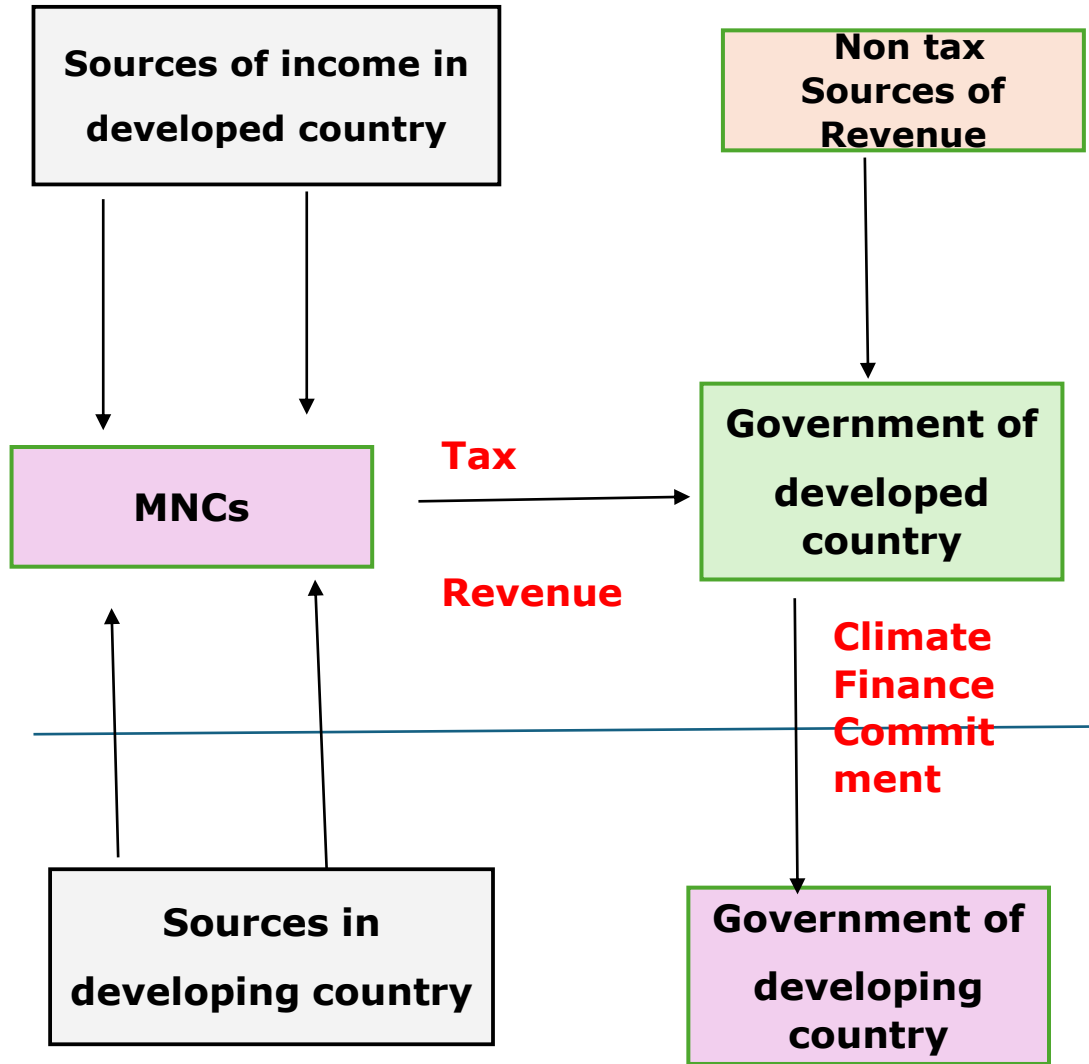 Sources of income in
developed country
Non tax
Sources of
Revenue
MNCs
Tax
Revenue
Government of
developed
country
Climate
Finance
Commit
ment
Sources in
developing country
Government of
developing
country